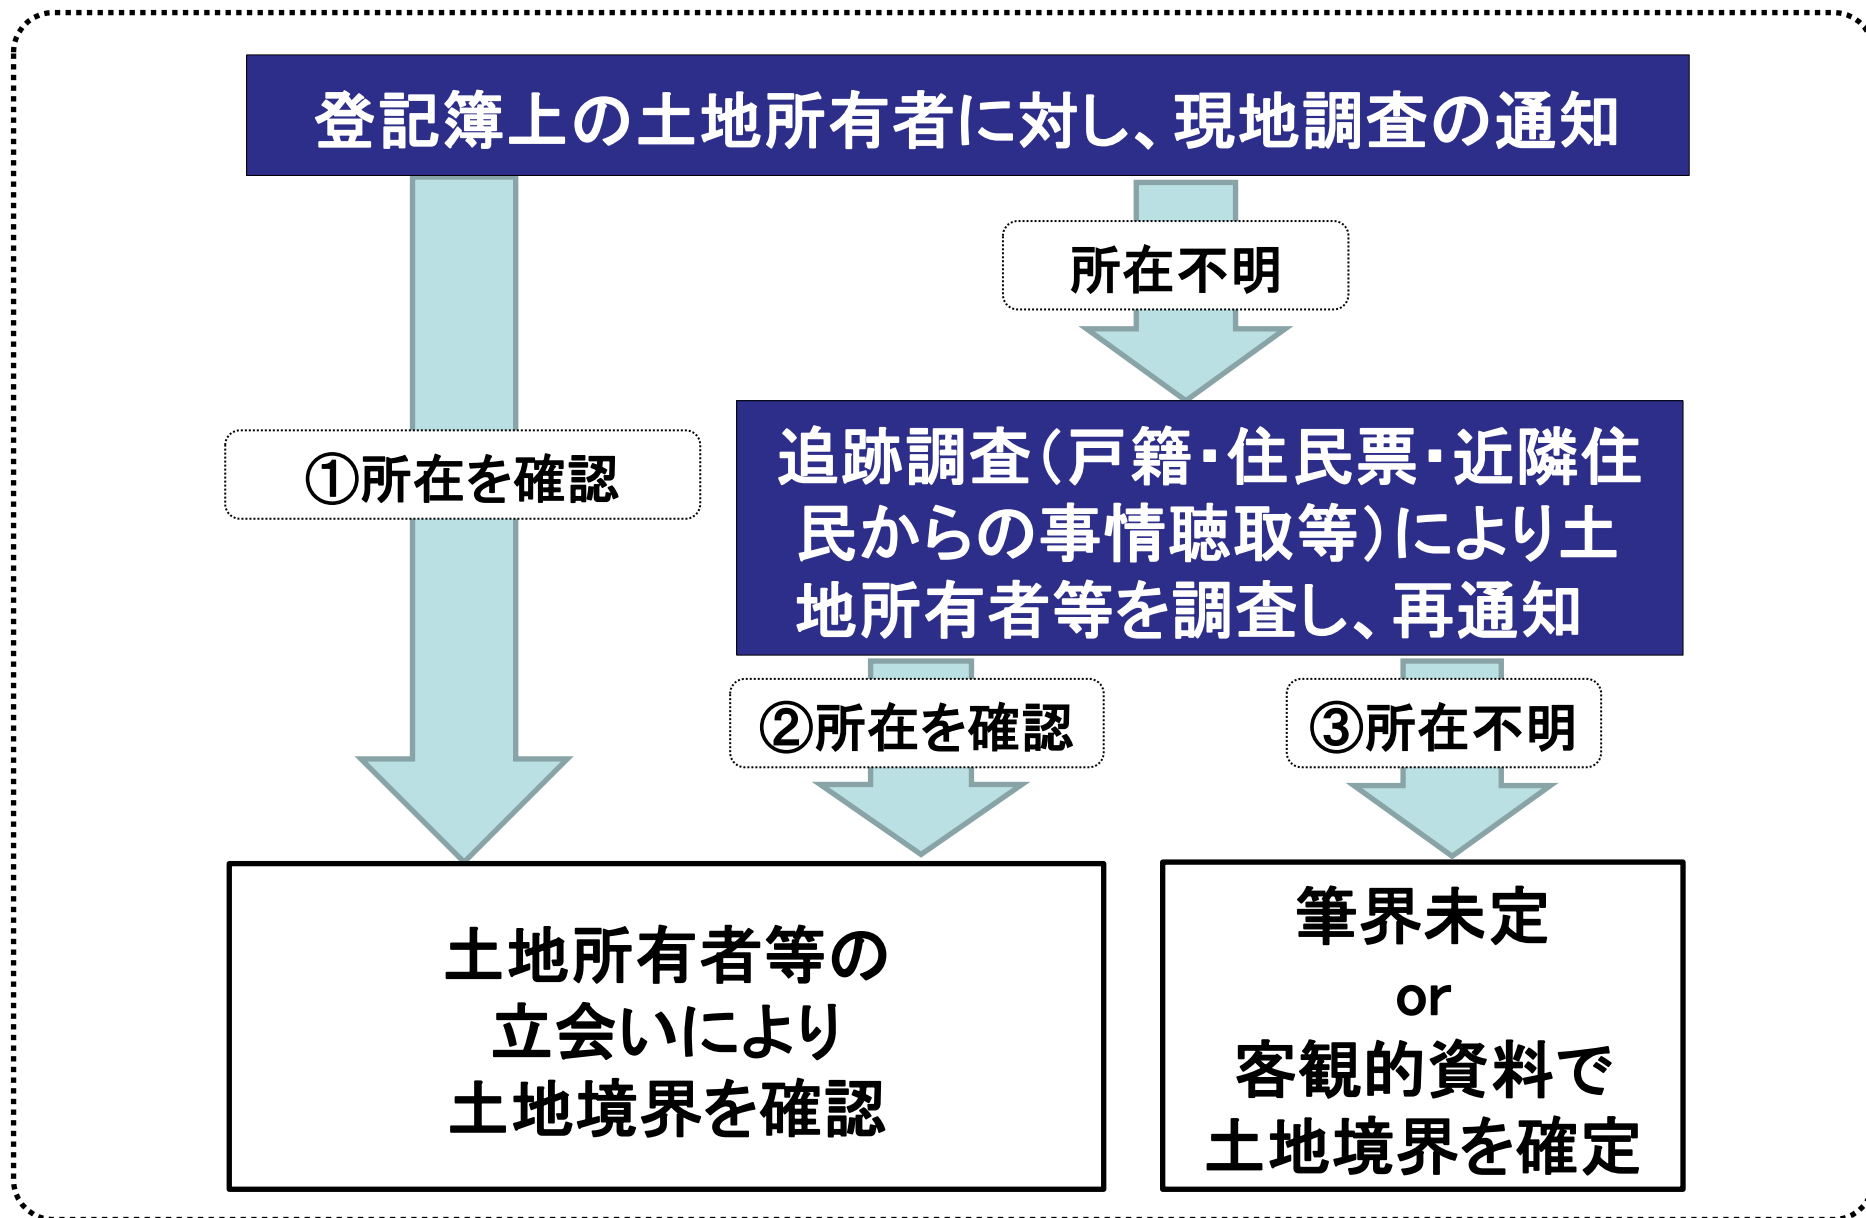 登記簿上の土地所有者に対し、現地調査の通知
所在不明
①所在を確認
追跡調査(戸籍・住民票・近隣住
民からの事情聴取等)により土
地所有者等を調査し、再通知
②所在を確認
③所在不明
土地所有者等の
立会いにより
土地境界を確認
筆界未定
or
客観的資料で
土地境界を確定